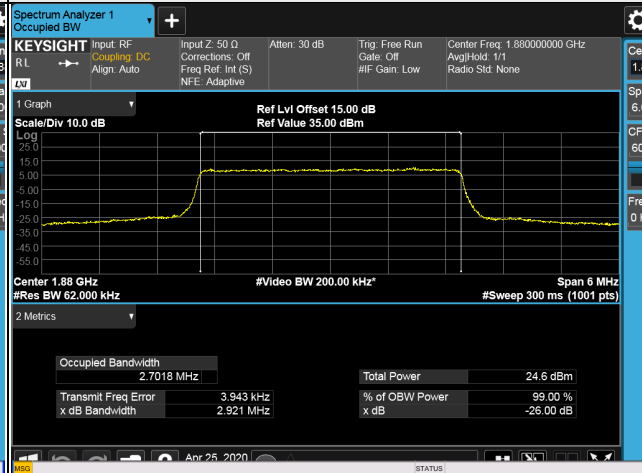 Spectrum Analyzer 1
Occupied BW
+
KEYSIGHT
RL
LXI
Input: RF
Coupling: DC
Align: Auto
Input Z: 50 Ω
Corrections: Off
Freq Ref: Int (S)
NFE: Adaptive
Atten: 30 dB
Trig: Free Run
Gate: Off
#IF Gain: Low
Center Freq: 1.880000000 GHz
Avg|Hold: 1/1
Radio Std: None
1 Graph
Scale/Div 10.0 dB
Ref Lvl Offset 15.00 dB
Ref Value 35.00 dBm
Log
25.0
15.0
5.00
-5.00
-15.0
-25.0
-35.0
-45.0
-55.0
Center 1.88 GHz
#Video BW 200.00 kHz*
Span 6 MHz
#Res BW 62.000 kHz
#Sweep 300 ms (1001 pts)
2 Metrics
Occupied Bandwidth
2.7018 MHz
Total Power 24.6 dBm
Transmit Freq Error 3.943 kHz
% of OBW Power 99.00 %
x dB Bandwidth 2.921 MHz
x dB -26.00 dB
Apr 25, 2020
MSG
STATUS